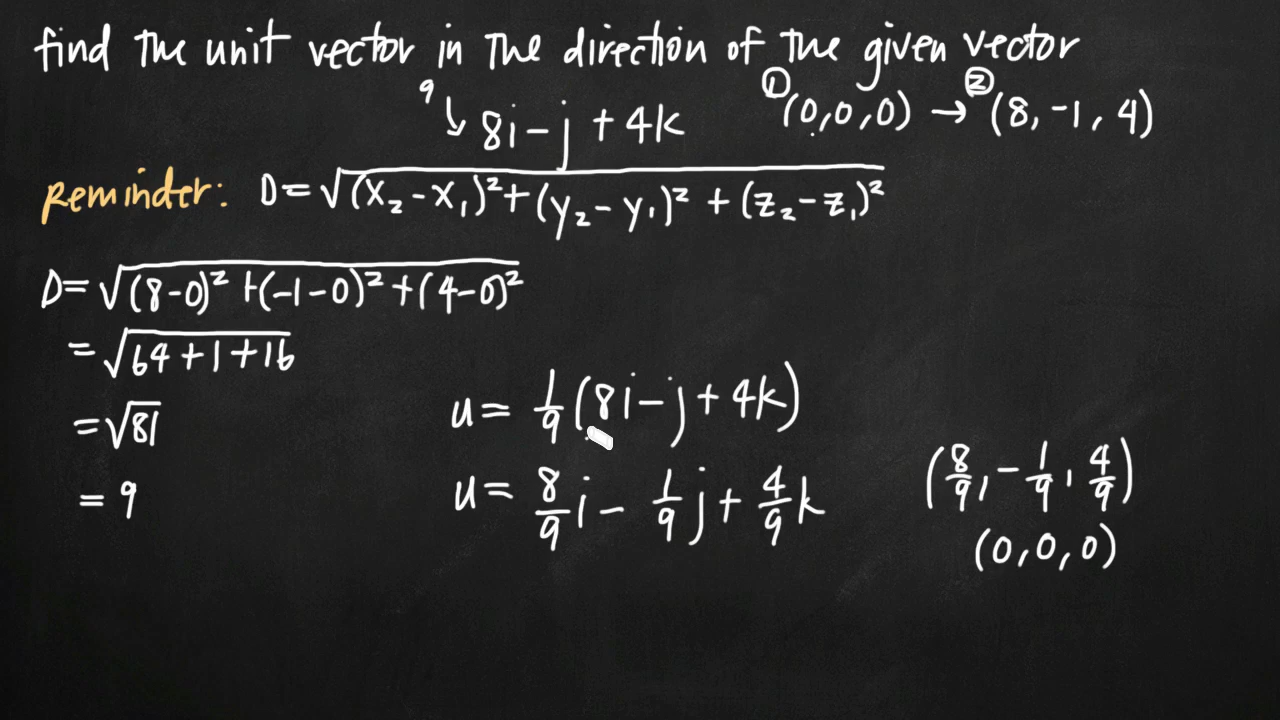 find the unit vector in the direction of the given vector
9 ↓ 8i - j + 4k
① (0,0,0) → ② (8, -1, 4)
Reminder: D = √((x₂ - x₁)² + (y₂ - y₁)² + (z₂ - z₁)²)
D = √((8-0)² + (-1-0)² + (4-0)²)
= √(64 + 1 + 16)
= √81
= 9
u = 1/9 (8i - j + 4k)
u = 8/9 i - 1/9 j + 4/9 k
(8/9, -1/9, 4/9)
(0,0,0)